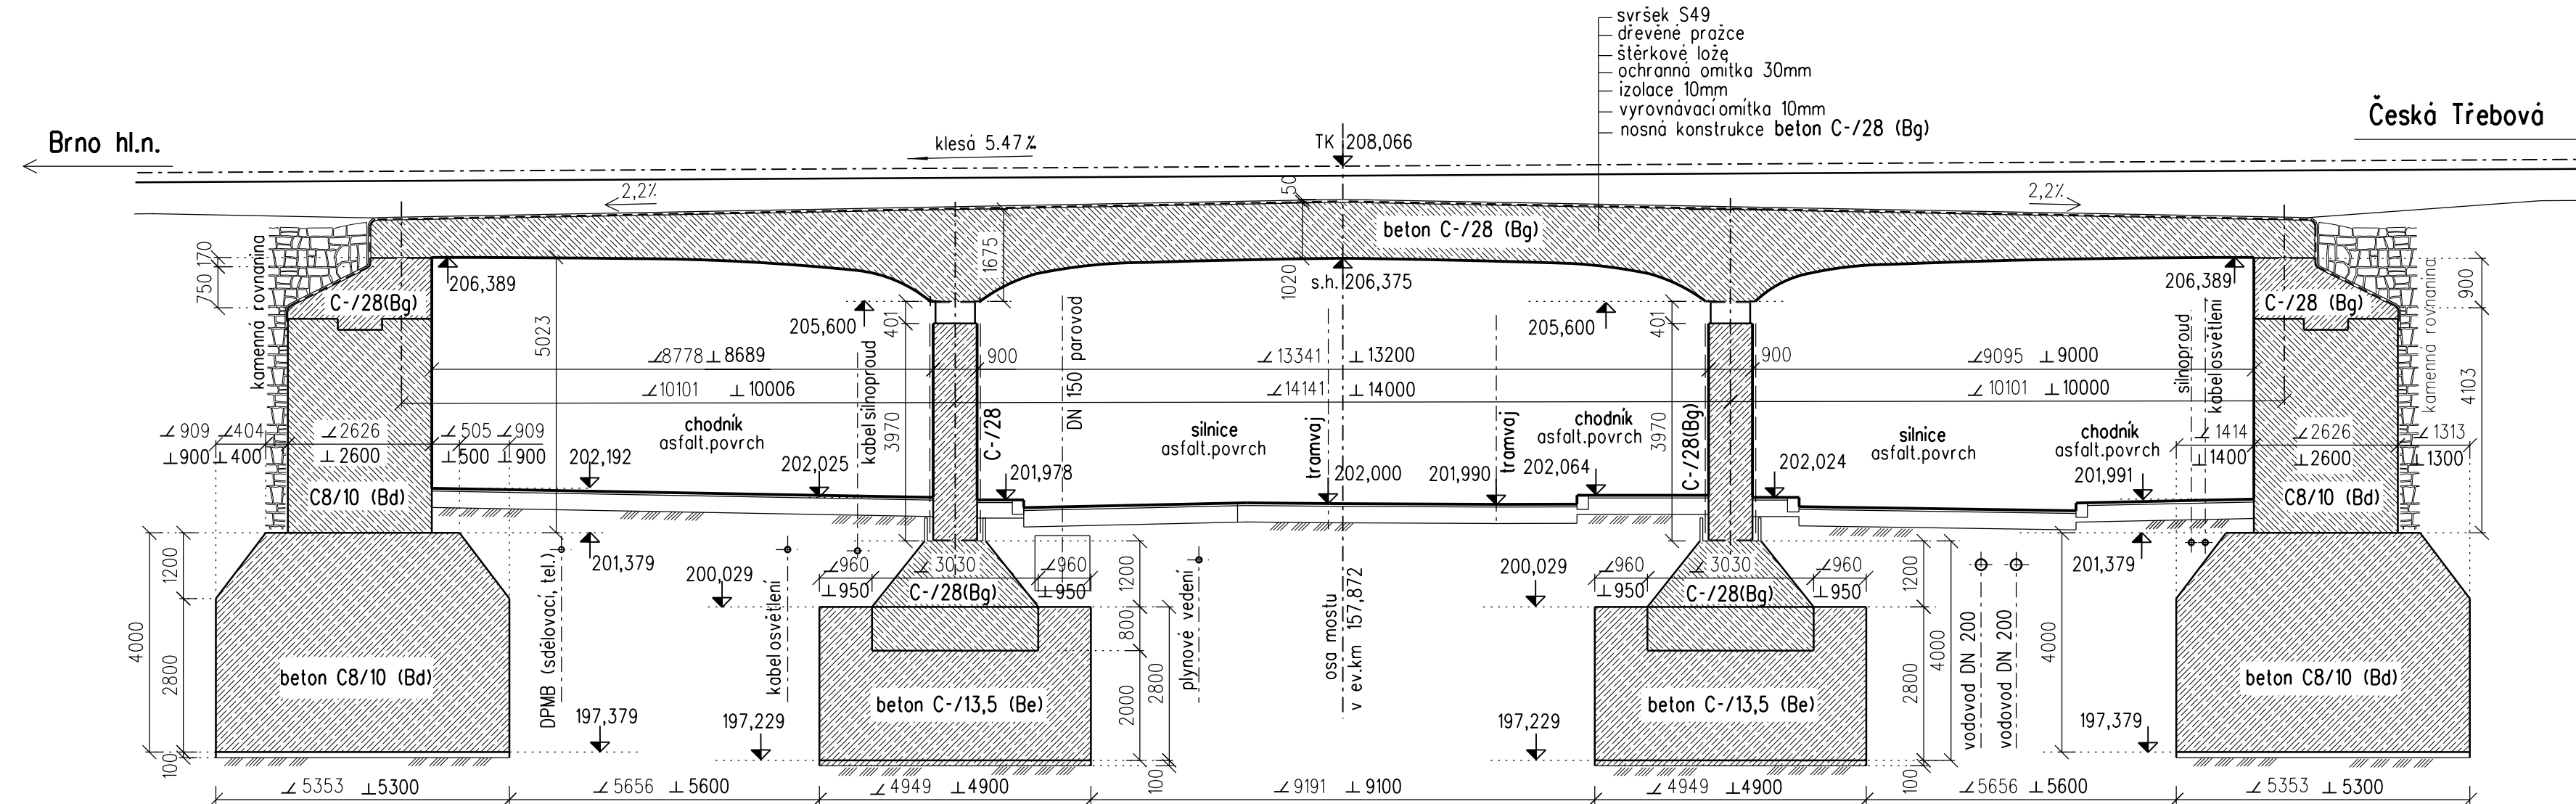 svršek S49
dřevěné pražce
štěrkové lože
ochranná omítka 30mm
izolace 10mm
vyrovnávací omítka 10mm
nosná konstrukce beton C-/28 (Bg)
Brno hl.n.
klesá 5.47‰
TK 208,066
Česká Třebová
2,2%
50
2,2%
beton C-/28 (Bg)
170
750
kamenná rovnanina
206,389
C-/28(Bg)
5023
1675
1020
s.h. 206,375
206,389
C-/28 (Bg)
900
kamenná rovnanina
205,600
401
205,600
401
∠8778 ⊥8689
900
∠13341 ⊥13200
900
∠9095 ⊥9000
∠10101 ⊥10006
∠14141 ⊥14000
∠10101 ⊥10000
kabel silnoproud
DN 150 parovod
silnoproud
kabel osvětlení
4103
3970
C-/28
3970
C-/28(Bg)
chodník
asfalt.povrch
silnice
asfalt.povrch
tramvaj
tramvaj
chodník
asfalt.povrch
silnice
asfalt.povrch
chodník
asfalt.povrch
∠909 ∠404 ∠2626 ∠505 ∠909
⊥900 ⊥400 ⊥2600 ⊥500 ⊥900
∠1414 ∠2626 ∠1313
⊥1400 ⊥2600 ⊥1300
202,192
202,025
201,978
202,000
201,990
202,064
202,024
201,991
C8/10 (Bd)
C8/10 (Bd)
201,379
200,029
200,029
201,379
∠960 ∠3030 ∠960
⊥950 ⊥950
∠960 ∠3030 ∠960
⊥950 ⊥950
C-/28(Bg)
C-/28(Bg)
1200
4000
2800
100
DPMB (sdělovací, tel.)
kabel osvětlení
1200
800
2000
2800
100
plynové vedení
osa mostu
v ev.km 157,872
1200
4000
2800
100
vodovod DN 200
vodovod DN 200
4000
beton C8/10 (Bd)
beton C-/13,5 (Be)
beton C-/13,5 (Be)
beton C8/10 (Bd)
197,379
197,229
197,229
197,379
∠5353 ⊥5300
∠5656 ⊥5600
∠4949 ⊥4900
∠9191 ⊥9100
∠4949 ⊥4900
∠5656 ⊥5600
∠5353 ⊥5300